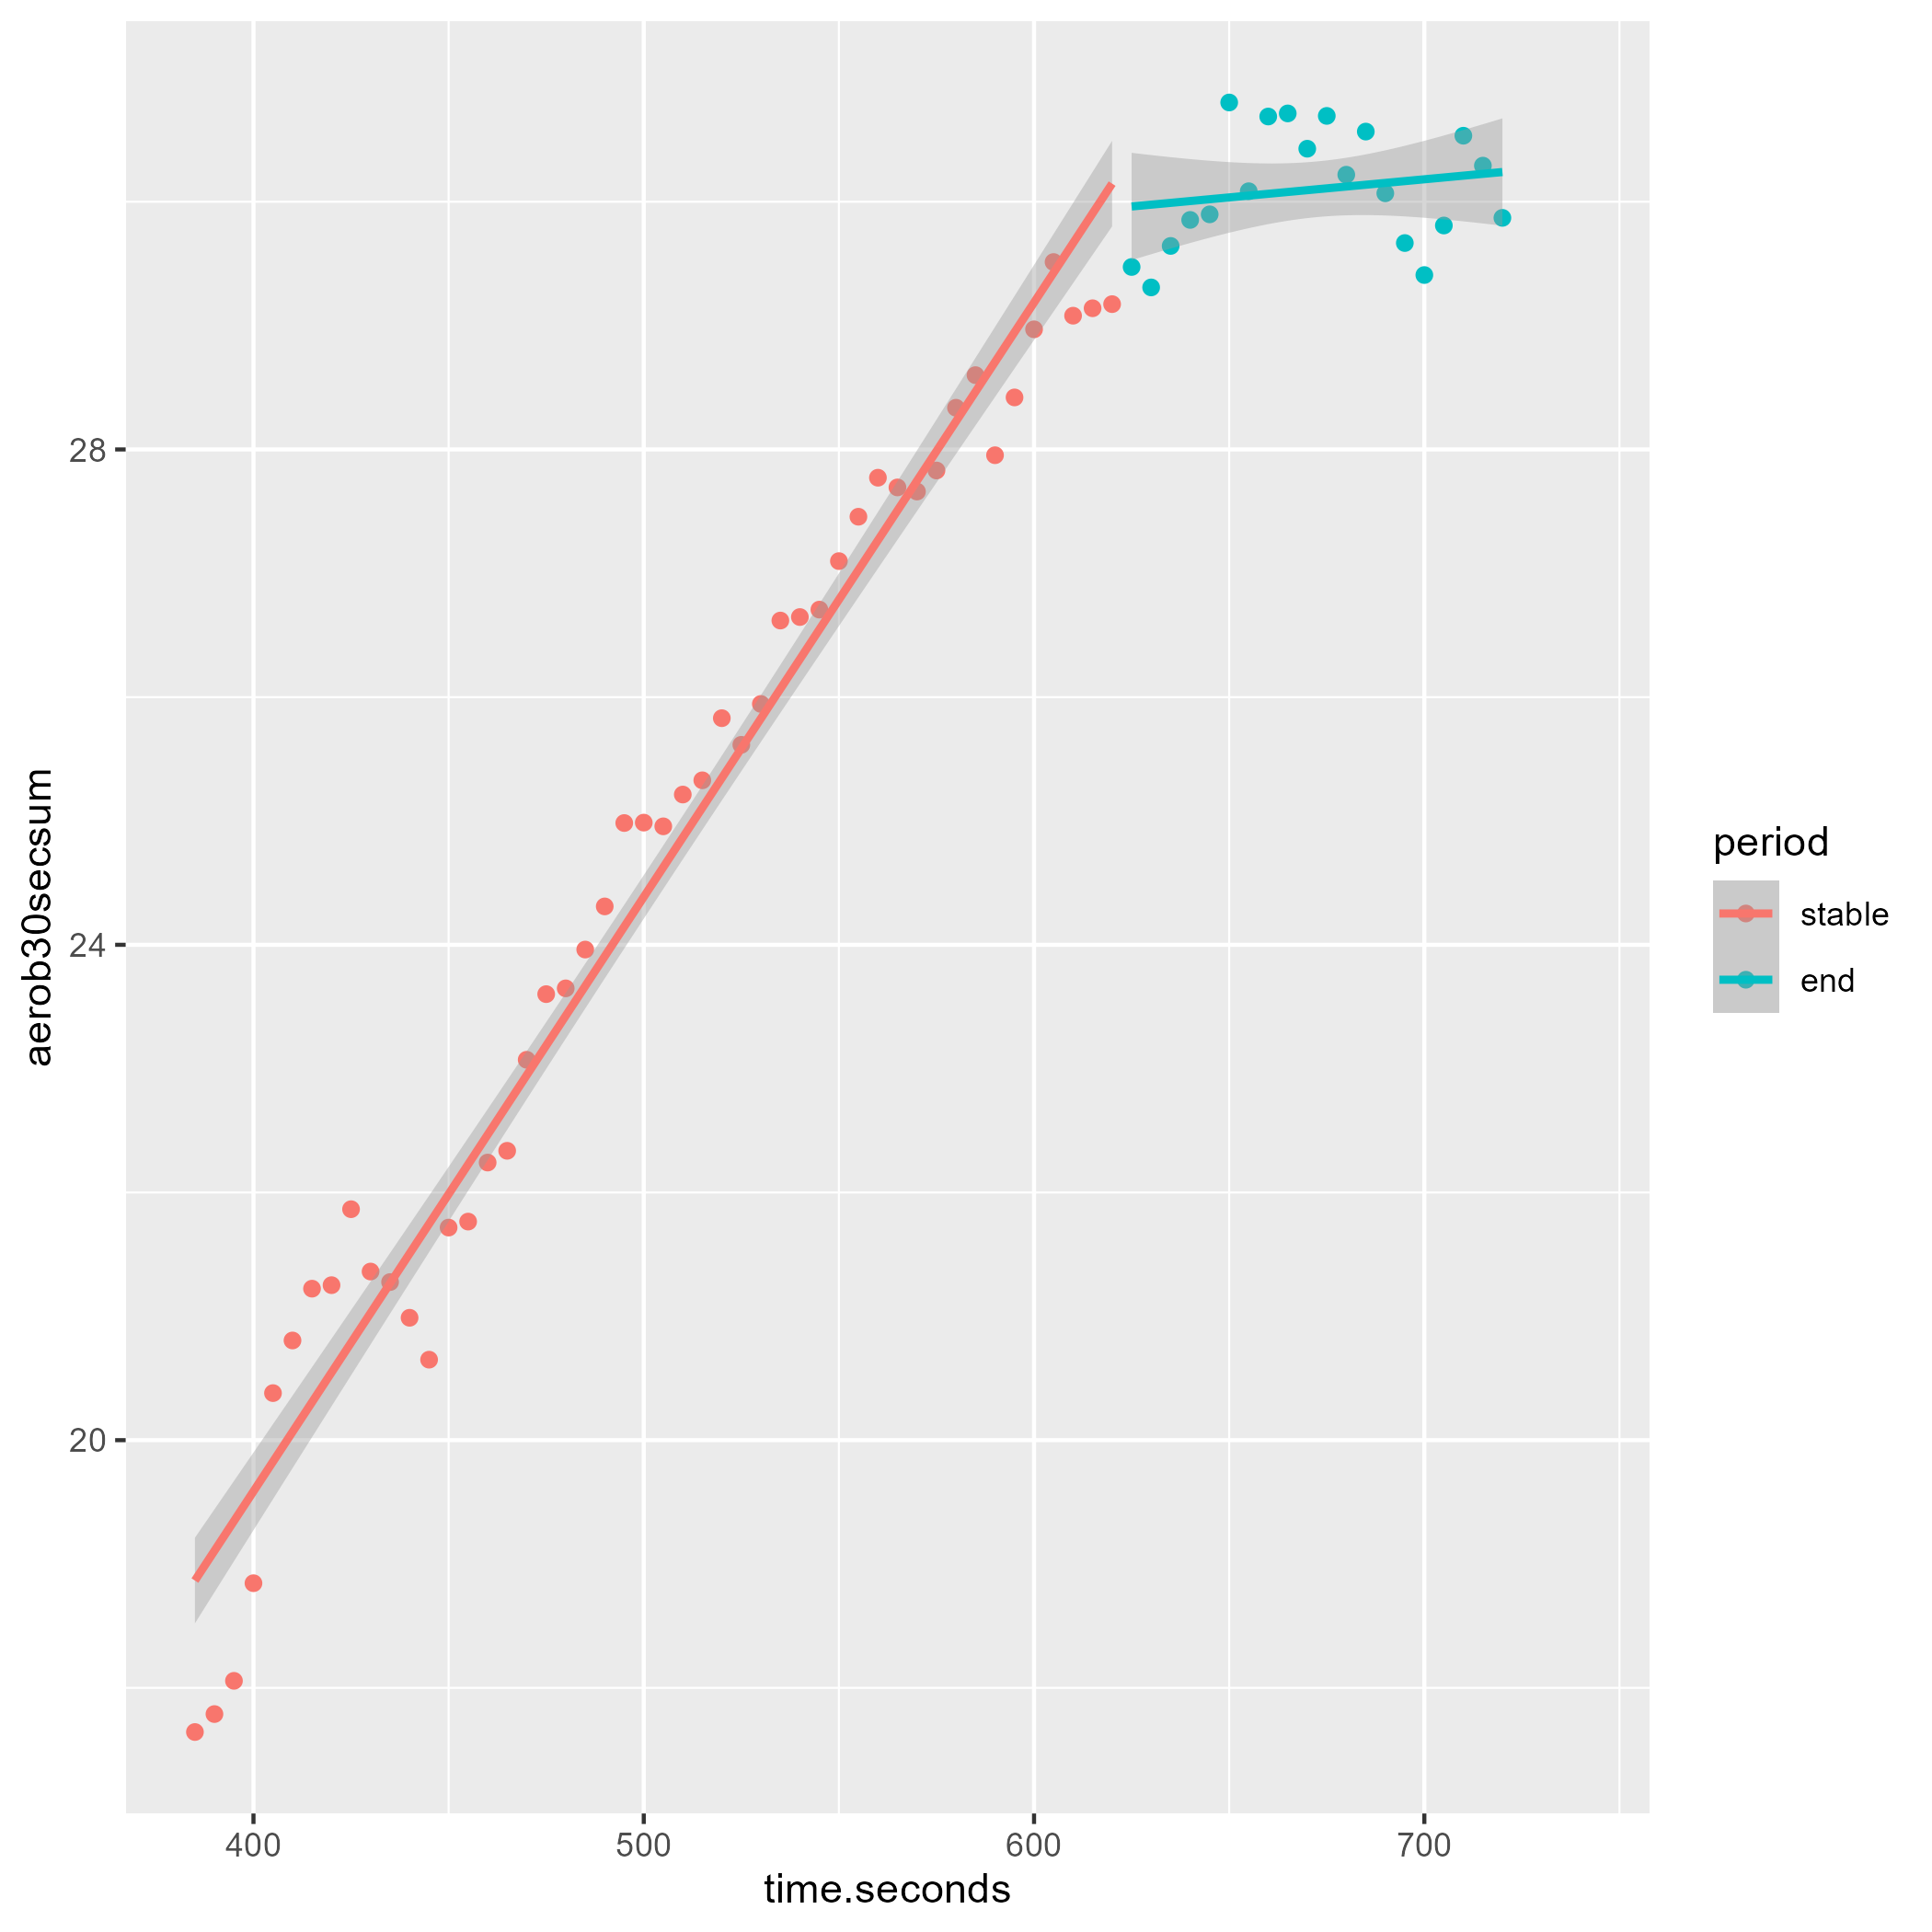 28
24
20
aerob30secsum
400 500 600 700
time.seconds
period
stable
end